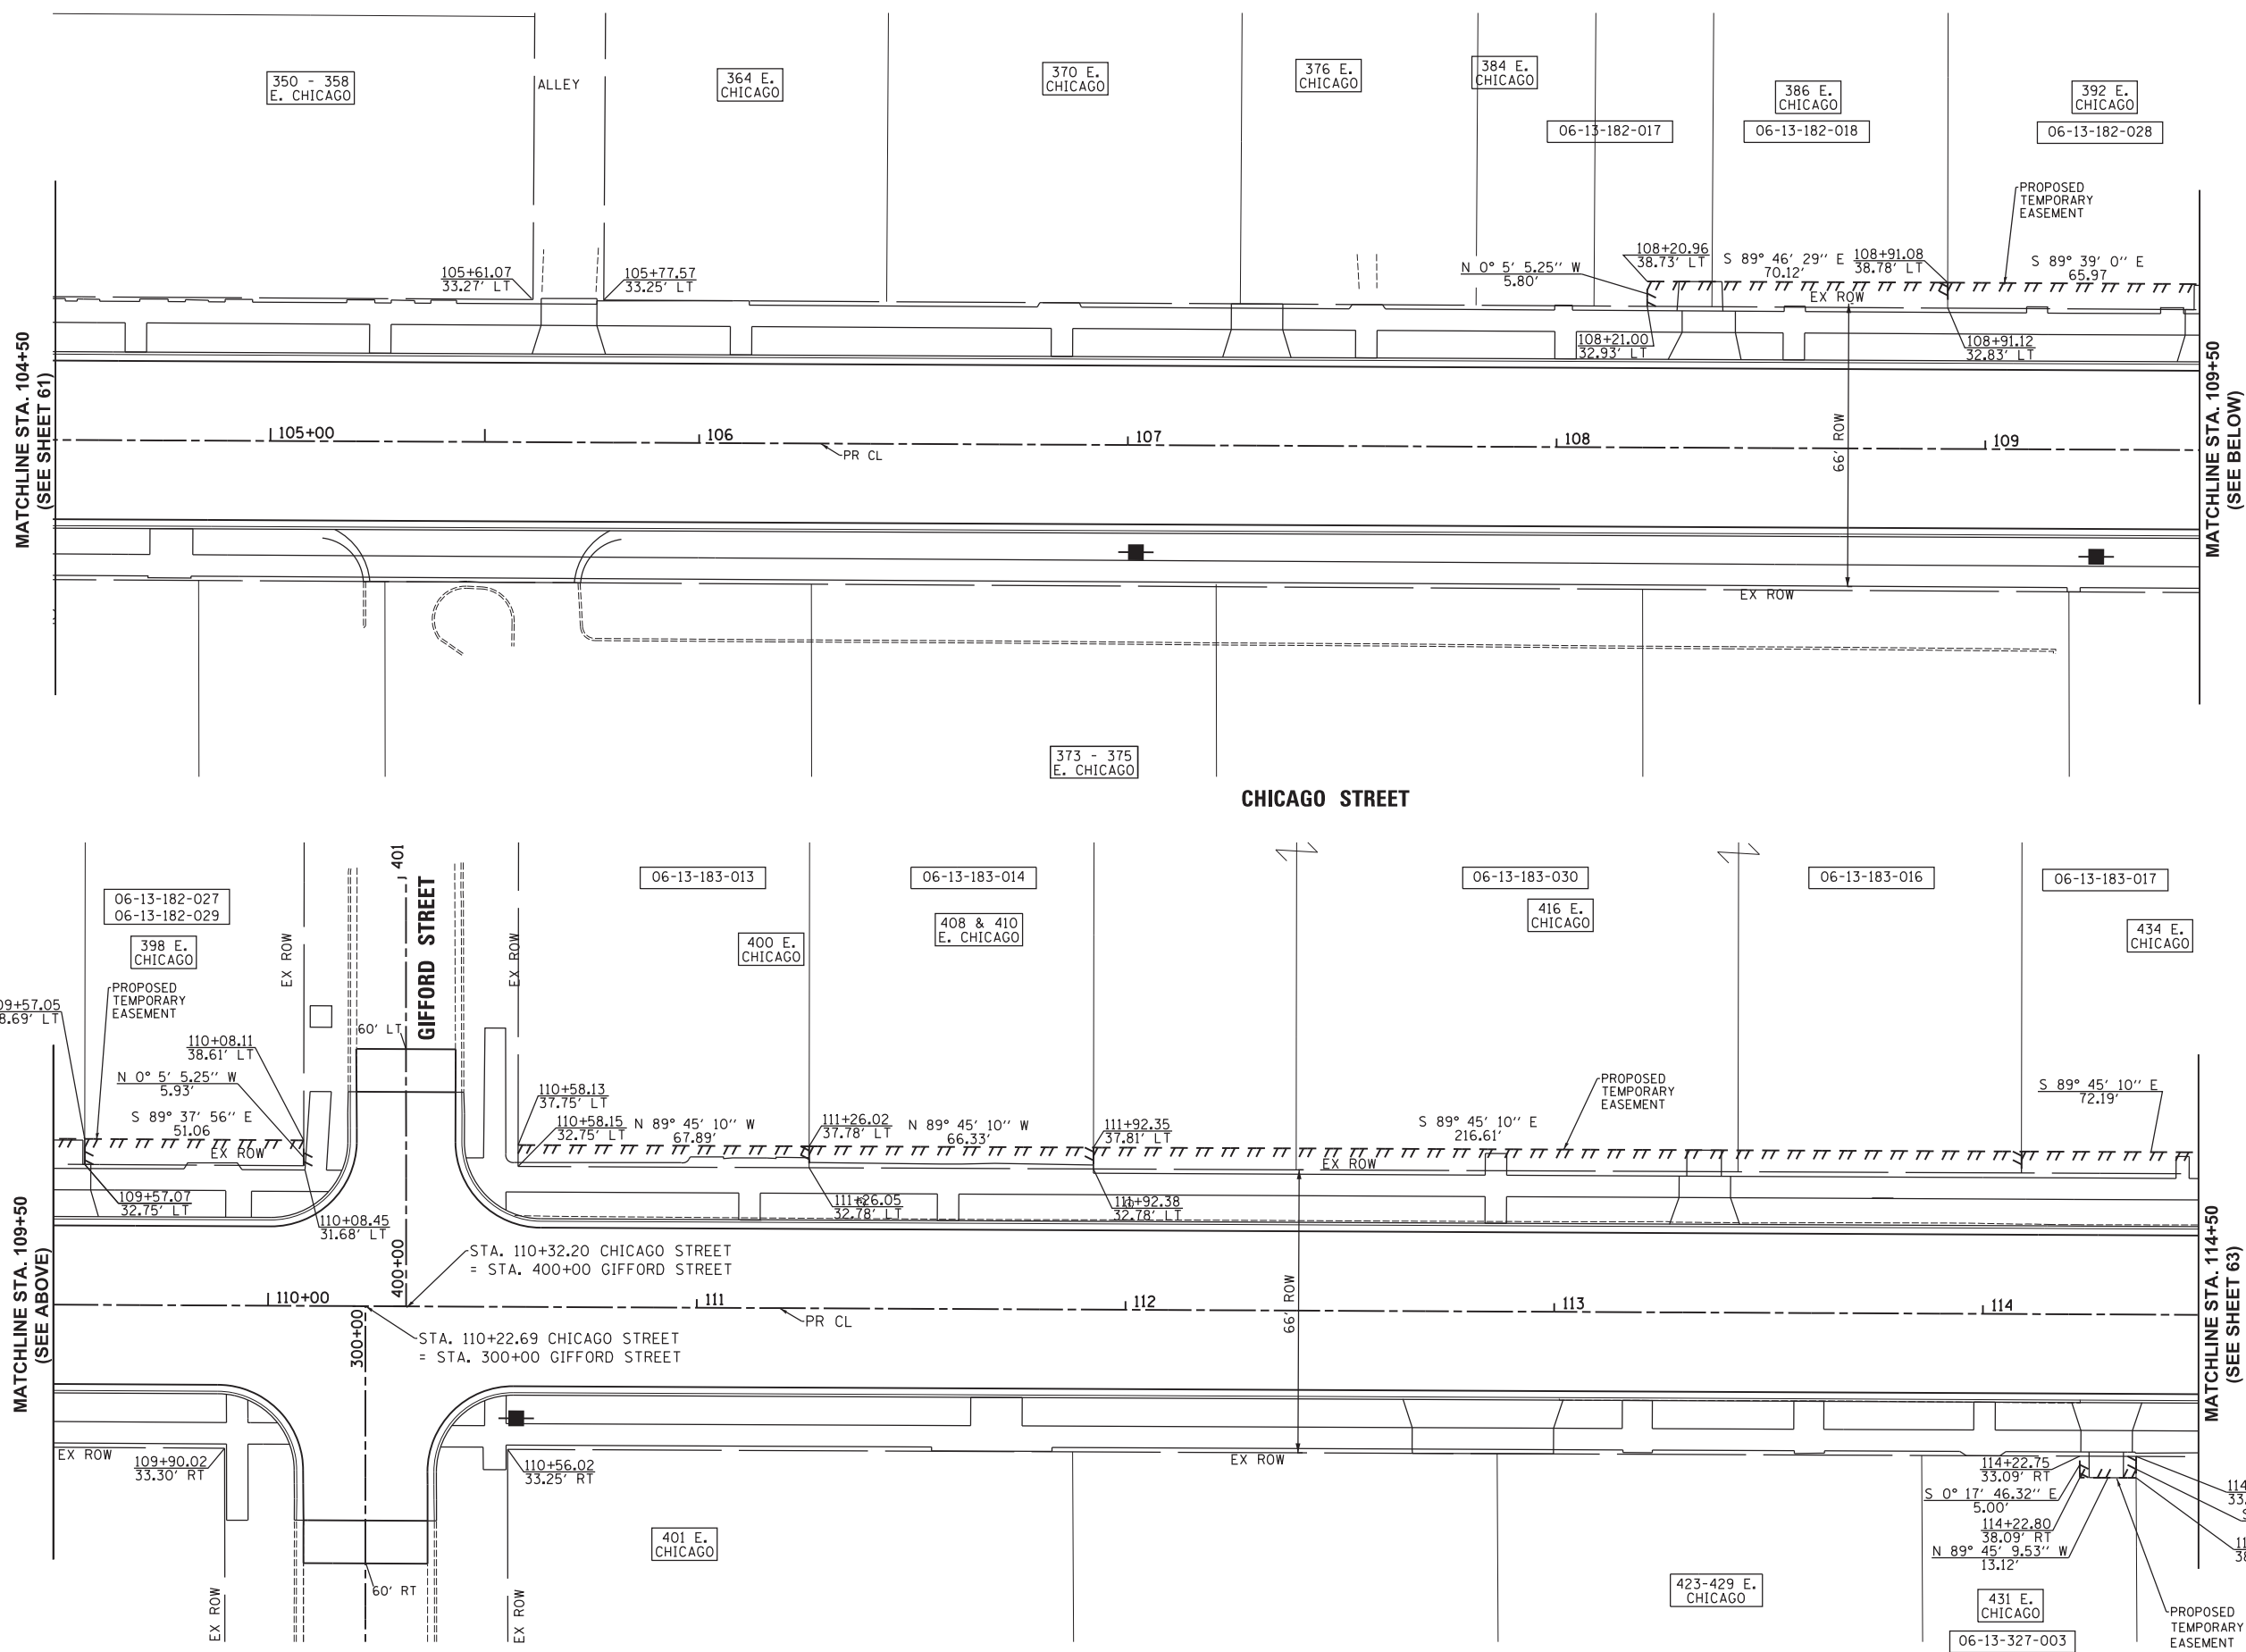 350 - 358
E. CHICAGO
ALLEY
364 E.
CHICAGO
370 E.
CHICAGO
376 E.
CHICAGO
384 E.
CHICAGO
06-13-182-017
386 E.
CHICAGO
06-13-182-018
392 E.
CHICAGO
06-13-182-028
PROPOSED
TEMPORARY
EASEMENT
105+61.07
33.27' LT
105+77.57
33.25' LT
N 0° 5' 5.25'' W
5.80'
108+20.96
38.73' LT
S 89° 46' 29'' E
70.12'
108+91.08
38.78' LT
S 89° 39' 0'' E
65.97
EX ROW
108+21.00
32.93' LT
108+91.12
32.83' LT
MATCHLINE STA. 104+50
(SEE SHEET 61)
105+00
106
PR CL
107
108
66' ROW
109
MATCHLINE STA. 109+50
(SEE BELOW)
EX ROW
373 - 375
E. CHICAGO
CHICAGO STREET
06-13-182-027
06-13-182-029
398 E.
CHICAGO
EX ROW
401
GIFFORD STREET
EX ROW
06-13-183-013
400 E.
CHICAGO
06-13-183-014
408 & 410
E. CHICAGO
06-13-183-030
416 E.
CHICAGO
06-13-183-016
06-13-183-017
434 E.
CHICAGO
09+57.05
8.69' LT
PROPOSED
TEMPORARY
EASEMENT
110+08.11
38.61' LT
N 0° 5' 5.25'' W
5.93'
S 89° 37' 56'' E
51.06
EX ROW
60' LT
110+58.13
37.75' LT
110+58.15
32.75' LT
N 89° 45' 10'' W
67.89'
111+26.02
37.78' LT
N 89° 45' 10'' W
66.33'
111+92.35
37.81' LT
S 89° 45' 10'' E
216.61'
PROPOSED
TEMPORARY
EASEMENT
S 89° 45' 10'' E
72.19'
EX ROW
109+57.07
32.75' LT
110+08.45
31.68' LT
111+26.05
32.78' LT
111+92.38
32.78' LT
MATCHLINE STA. 109+50
(SEE ABOVE)
400+00
STA. 110+32.20 CHICAGO STREET
= STA. 400+00 GIFFORD STREET
110+00
111
PR CL
112
66' ROW
113
114
MATCHLINE STA. 114+50
(SEE SHEET 63)
300+00
STA. 110+22.69 CHICAGO STREET
= STA. 300+00 GIFFORD STREET
EX ROW
109+90.02
33.30' RT
110+56.02
33.25' RT
EX ROW
114+22.75
33.09' RT
S 0° 17' 46.32'' E
5.00'
114+22.80
38.09' RT
N 89° 45' 9.53'' W
13.12'
114
33.
S
11
38
401 E.
CHICAGO
60' RT
EX ROW
EX ROW
423-429 E.
CHICAGO
431 E.
CHICAGO
06-13-327-003
PROPOSED
TEMPORARY
EASEMENT